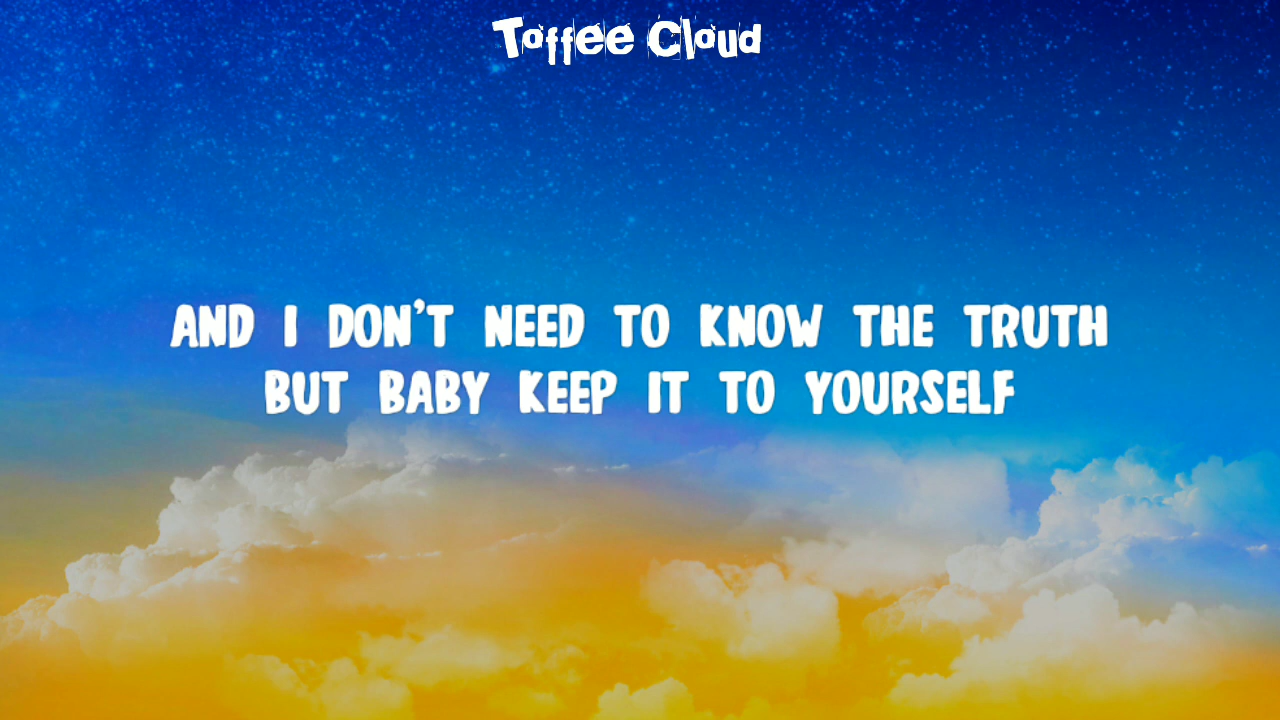 Toffee Cloud
AND I DON'T NEED TO KNOW THE TRUTH
BUT BABY KEEP IT TO YOURSELF